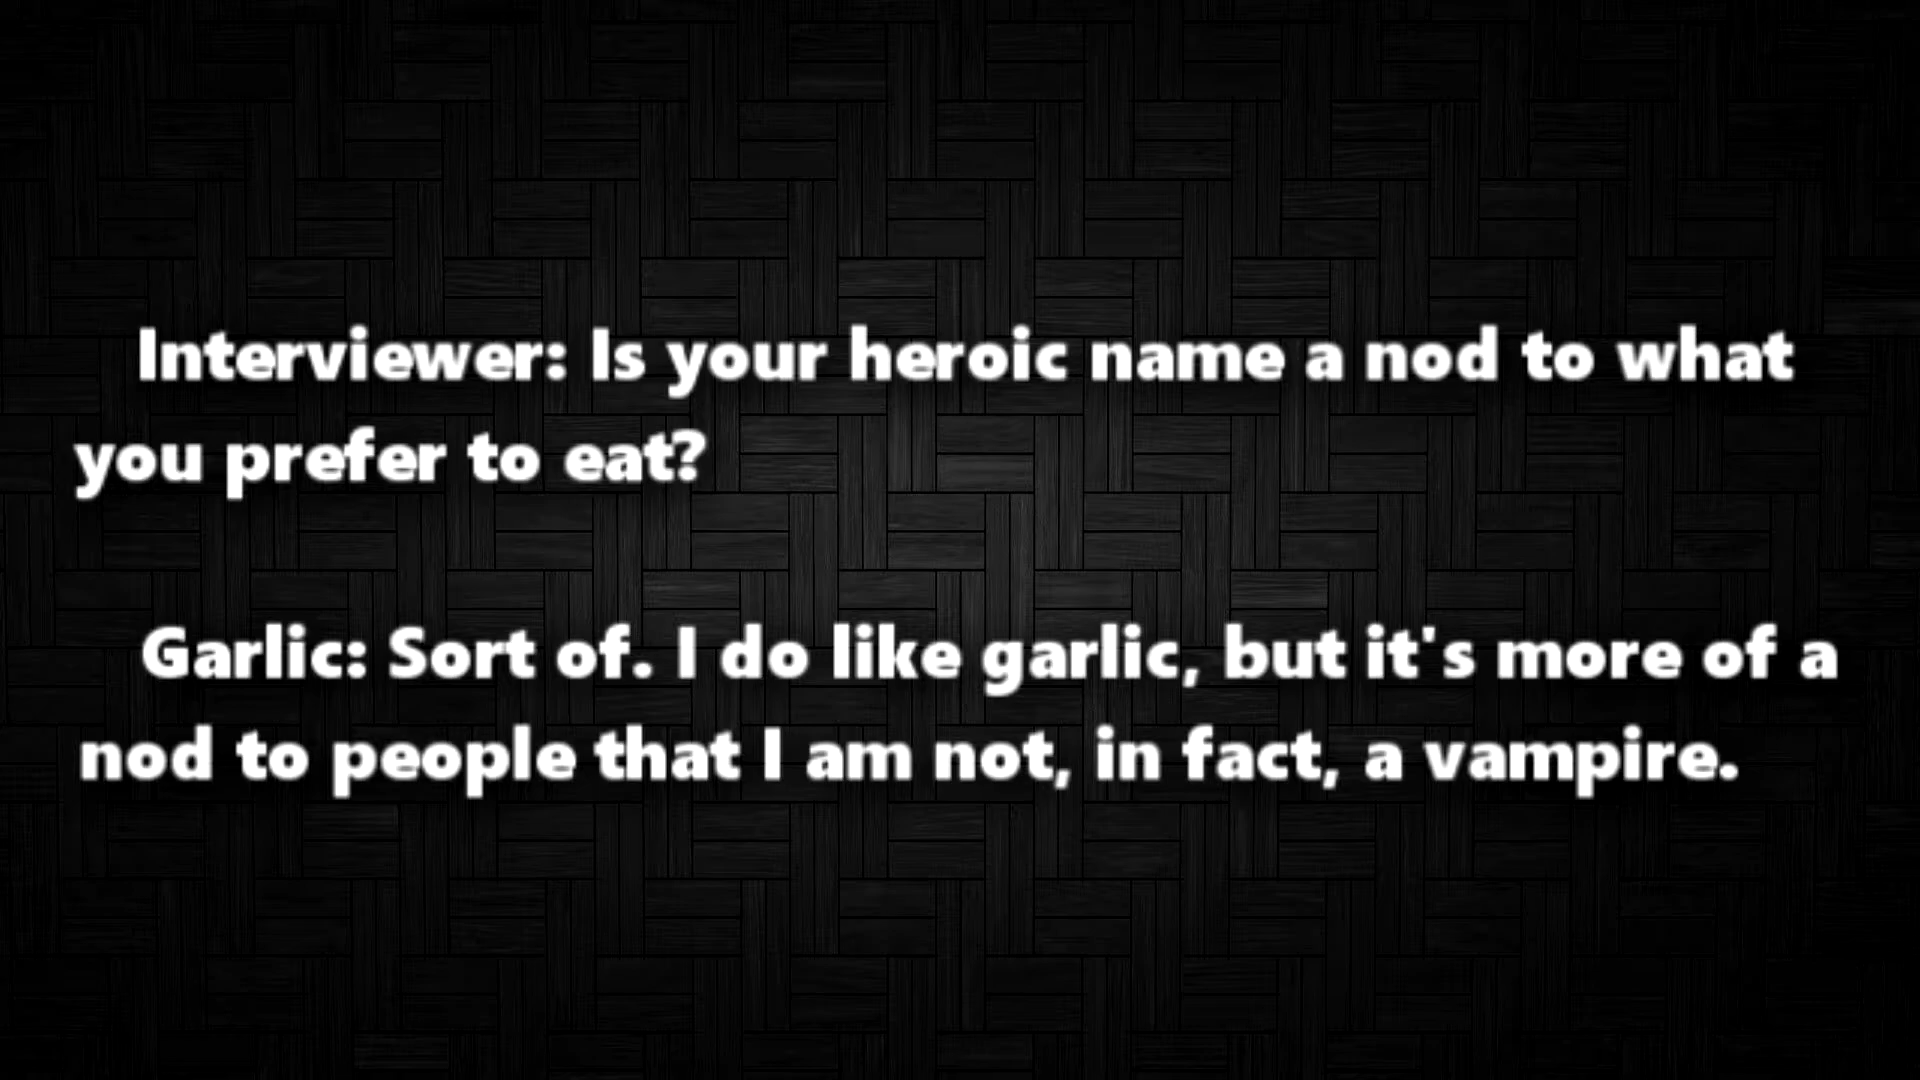 Interviewer: Is your heroic name a nod to what
you prefer to eat?
Garlic: Sort of. I do like garlic, but it's more of a
nod to people that I am not, in fact, a vampire.